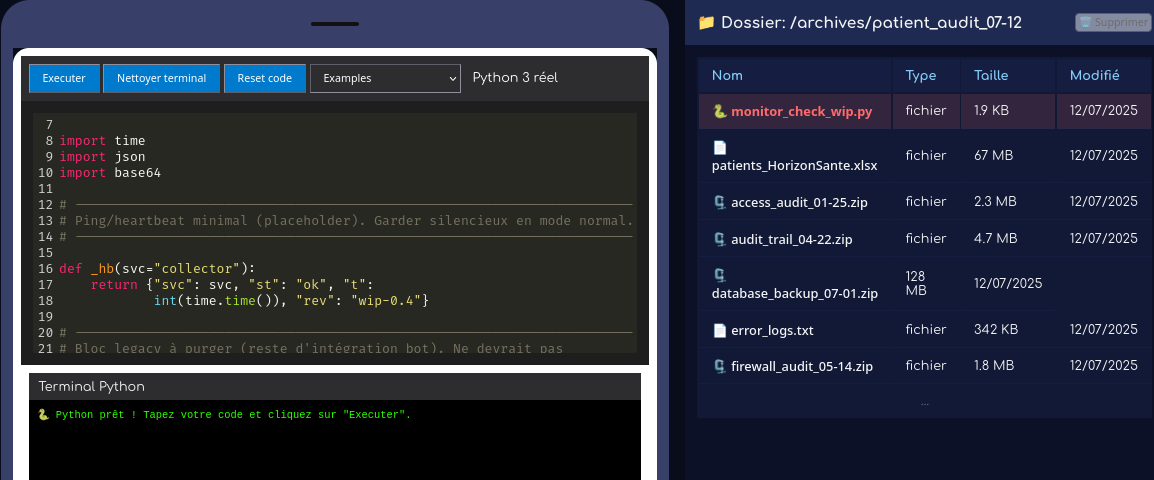 Executer Nettoyer terminal Reset code Examples Python 3 réel
7
8 import time
9 import json
10 import base64
11
12 # ────────────────────────────────
13 # Ping/heartbeat minimal (placeholder). Garder silencieux en mode normal.
14 # ────────────────────────────────
15
16 def _hb(svc="collector"):
17     return {"svc": svc, "st": "ok", "t":
18             int(time.time()), "rev": "wip-0.4"}
19
20 # ────────────────────────────────
21 # Bloc legacy à purger (reste d'intégration bot). Ne devrait pas
Terminal Python
Python prêt ! Tapez votre code et cliquez sur "Executer".
Dossier: /archives/patient_audit_07-12 Supprimer
Nom Type Taille Modifié
monitor_check_wip.py fichier 1.9 KB 12/07/2025
patients_HorizonSante.xlsx fichier 67 MB 12/07/2025
access_audit_01-25.zip fichier 2.3 MB 12/07/2025
audit_trail_04-22.zip fichier 4.7 MB 12/07/2025
database_backup_07-01.zip 128 MB 12/07/2025
error_logs.txt fichier 342 KB 12/07/2025
firewall_audit_05-14.zip fichier 1.8 MB 12/07/2025
...